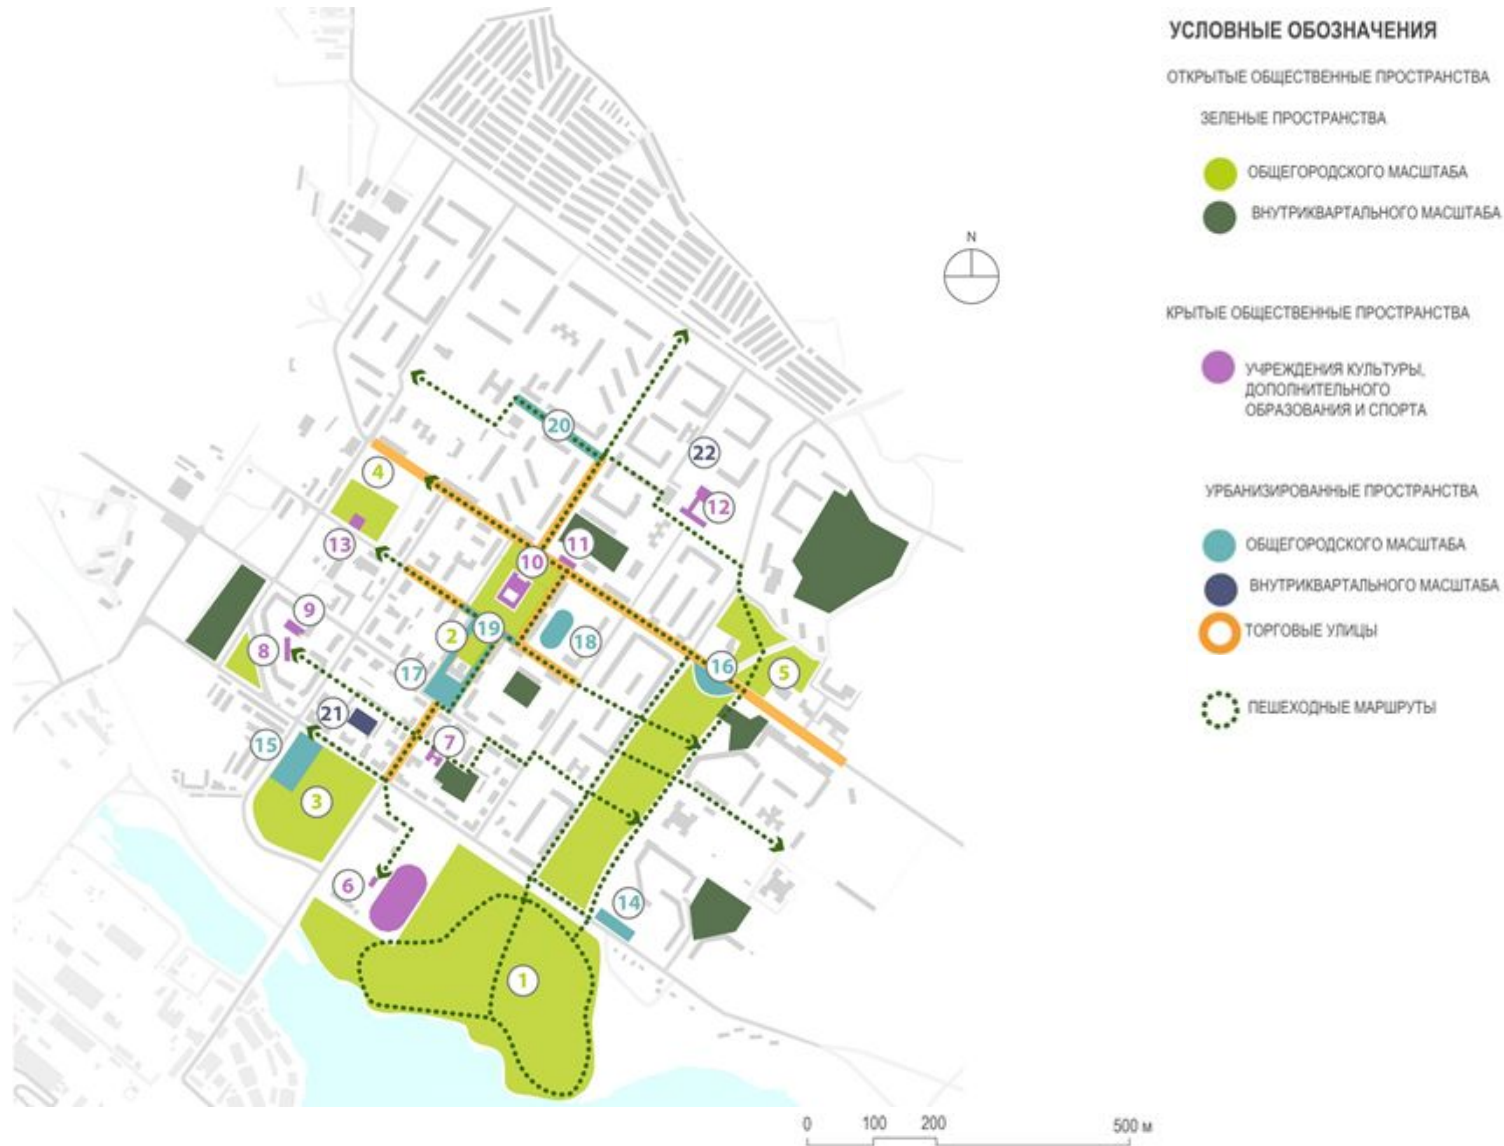 УСЛОВНЫЕ ОБОЗНАЧЕНИЯ
ОТКРЫТЫЕ ОБЩЕСТВЕННЫЕ ПРОСТРАНСТВА
ЗЕЛЕНЫЕ ПРОСТРАНСТВА
ОБЩЕГОРОДСКОГО МАСШТАБА
ВНУТРИКВАРТАЛЬНОГО МАСШТАБА
КРЫТЫЕ ОБЩЕСТВЕННЫЕ ПРОСТРАНСТВА
УЧРЕЖДЕНИЯ КУЛЬТУРЫ,
ДОПОЛНИТЕЛЬНОГО
ОБРАЗОВАНИЯ И СПОРТА
УРБАНИЗИРОВАННЫЕ ПРОСТРАНСТВА
ОБЩЕГОРОДСКОГО МАСШТАБА
ВНУТРИКВАРТАЛЬНОГО МАСШТАБА
ТОРГОВЫЕ УЛИЦЫ
ПЕШЕХОДНЫЕ МАРШРУТЫ
N
20
22
4
12
13
11
10
9
2
19
18
8
17
16
5
21
15
7
3
6
14
1
0 100 200 500 м